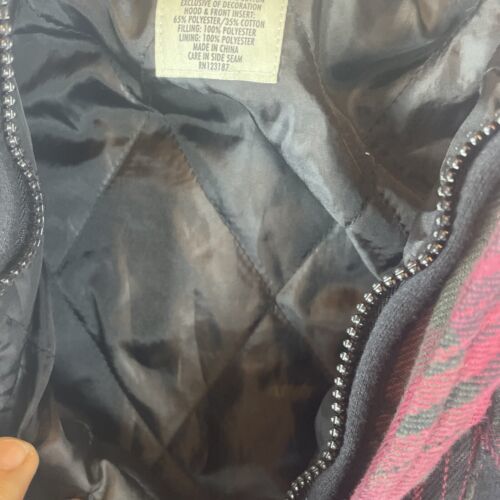 EXCLUSIVE OF DECORATION
HOOD & FRONT INSERT:
65% POLYESTER/35% COTTON
FILLING: 100% POLYESTER
LINING: 100% POLYESTER
MADE IN CHINA
CARE IN SIDE SEAM
RN123187